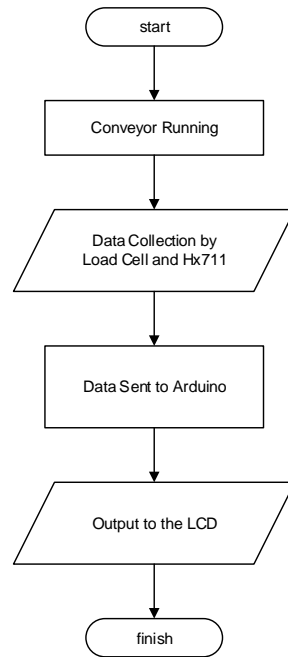 start
Conveyor Running
Data Collection by
Load Cell and Hx711
Data Sent to Arduino
Output to the LCD
finish